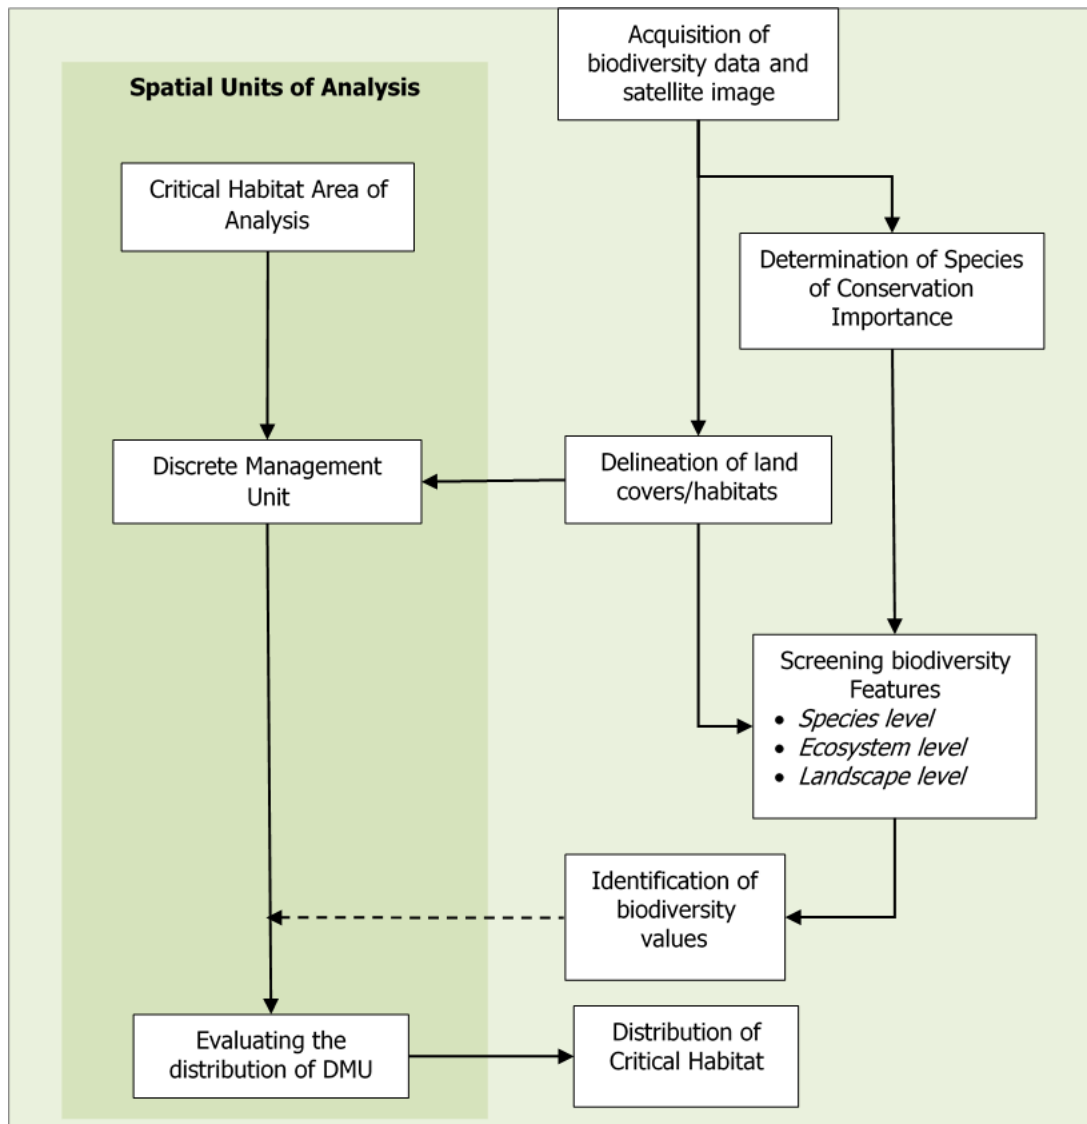 Acquisition of
biodiversity data and
satellite image
Spatial Units of Analysis
Critical Habitat Area of
Analysis
Determination of Species
of Conservation
Importance
Discrete Management
Unit
Delineation of land
covers/habitats
Screening biodiversity
Features
• Species level
• Ecosystem level
• Landscape level
Identification of
biodiversity
values
Evaluating the
distribution of DMU
Distribution of
Critical Habitat